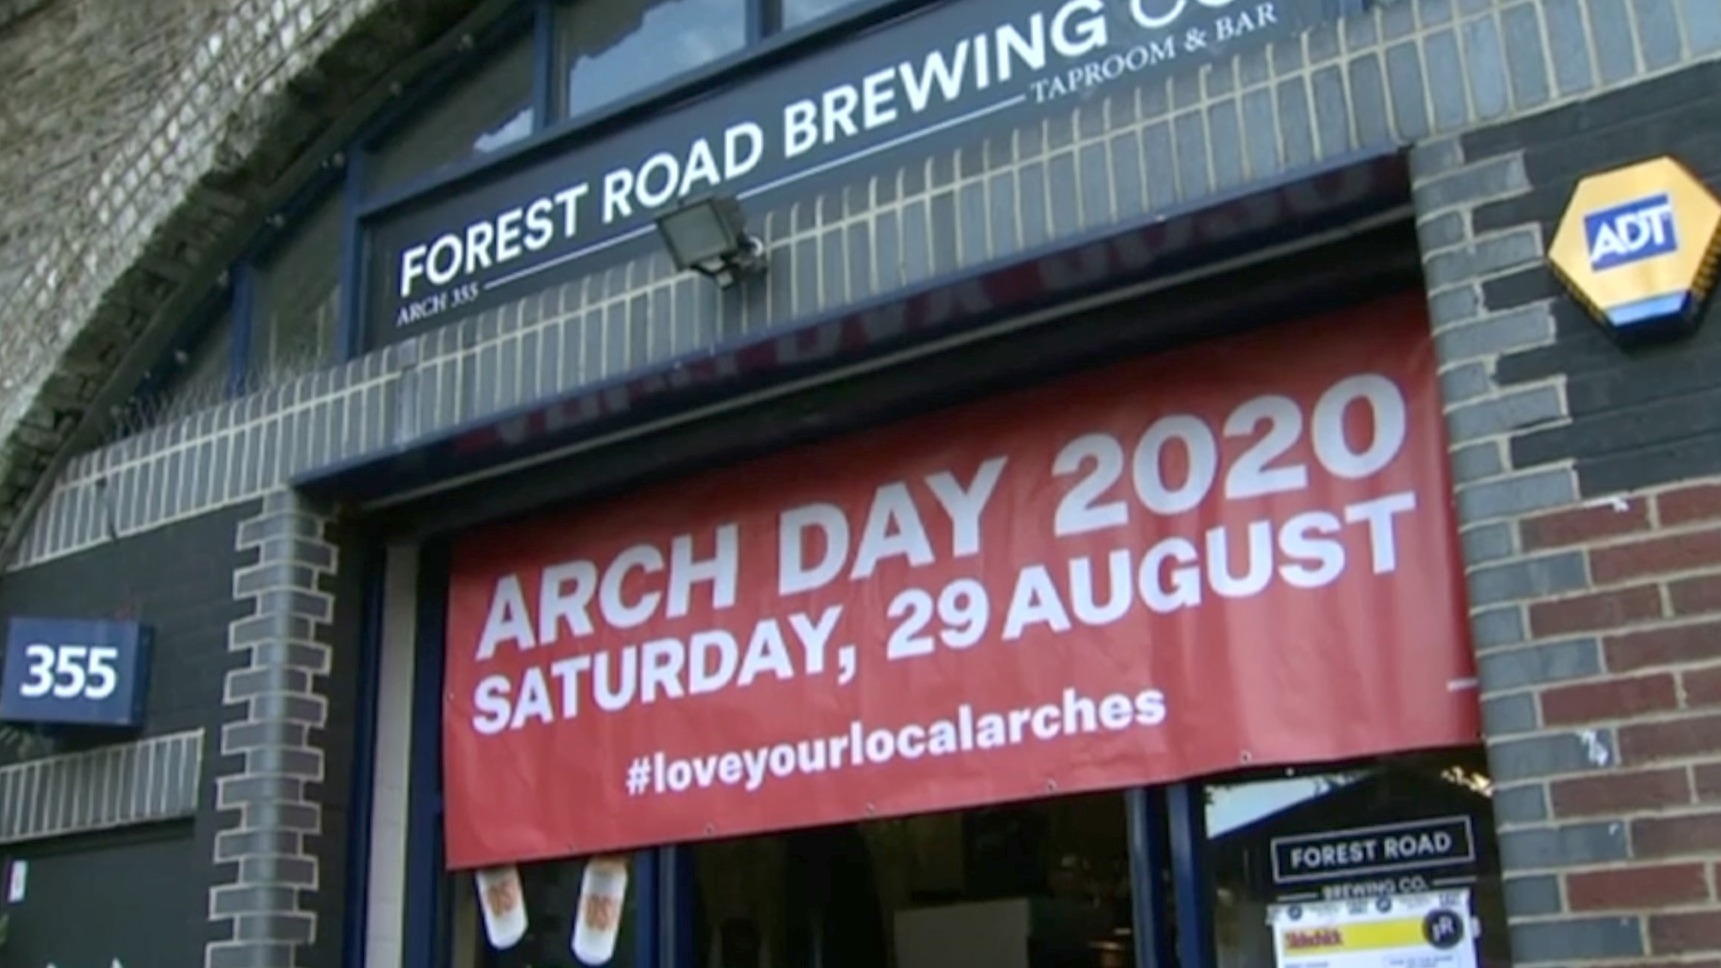 FOREST ROAD BREWING CO
ARCH 355
TAPROOM & BAR
ADT
ARCH DAY 2020
SATURDAY, 29 AUGUST
#loveyourlocalarches
355
FOREST ROAD
BREWING CO.